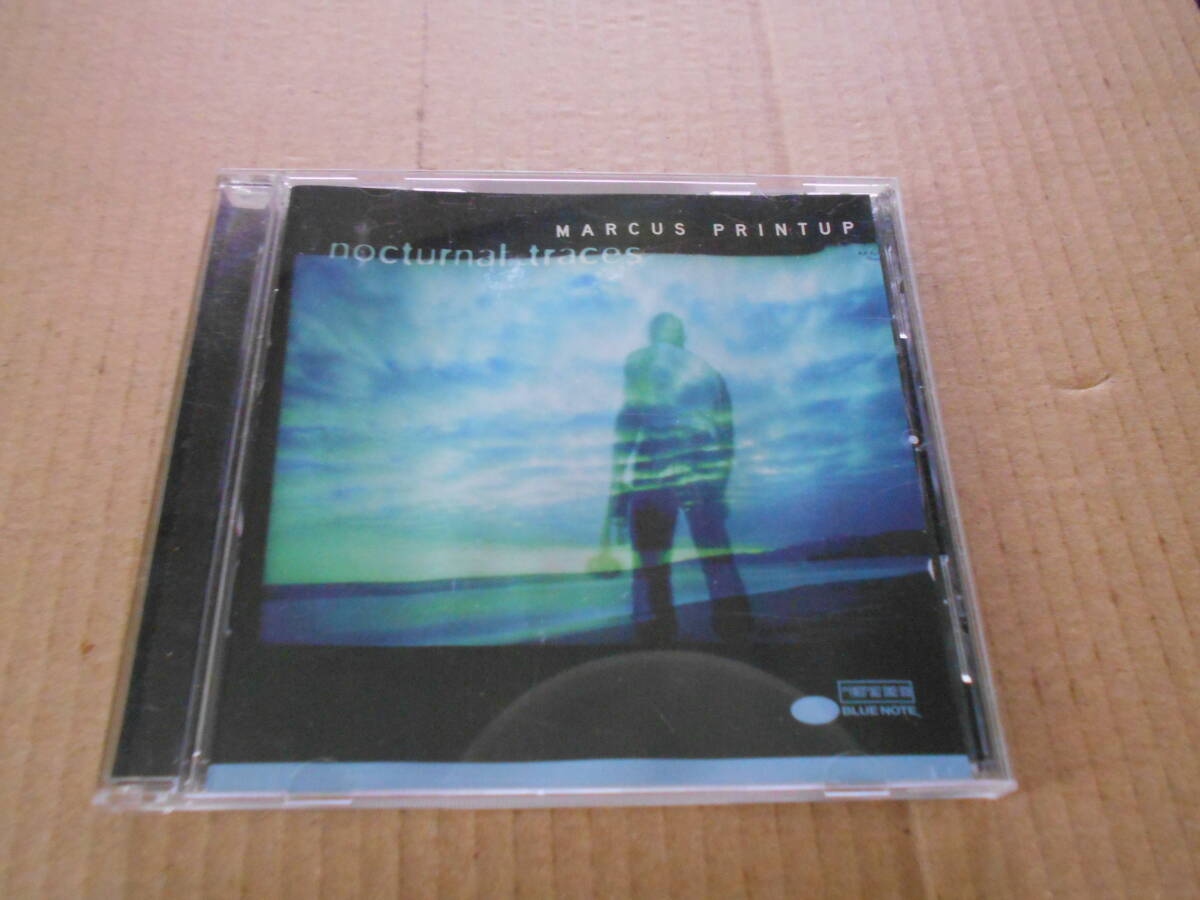 MARCUS PRINTUP
nocturnal traces
BLUE NOTE